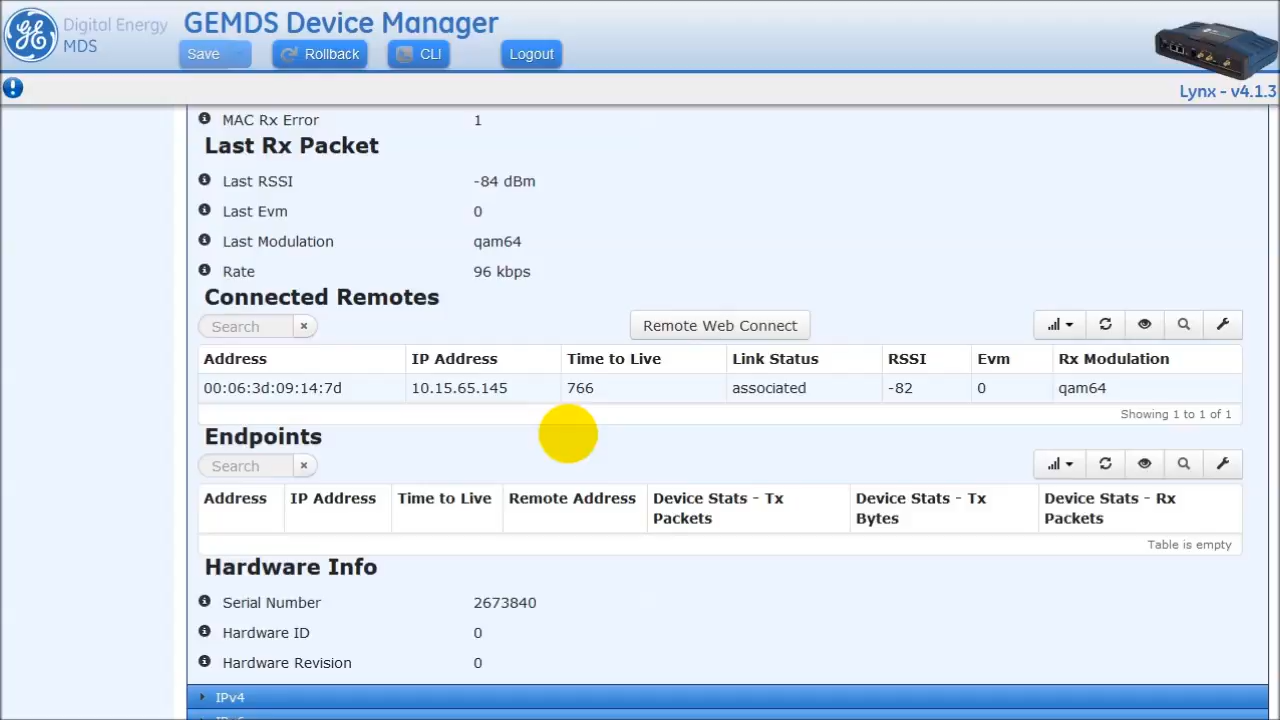 Digital Energy
MDS
GEMDS Device Manager
Save
Rollback
CLI
Logout
Lynx - v4.1.3
MAC Rx Error 1
Last Rx Packet
Last RSSI -84 dBm
Last Evm 0
Last Modulation qam64
Rate 96 kbps
Connected Remotes
Search
Remote Web Connect
Address IP Address Time to Live Link Status RSSI Evm Rx Modulation
00:06:3d:09:14:7d 10.15.65.145 766 associated -82 0 qam64
Showing 1 to 1 of 1
Endpoints
Search
Address IP Address Time to Live Remote Address Device Stats - Tx Packets Device Stats - Tx Bytes Device Stats - Rx Packets
Table is empty
Hardware Info
Serial Number 2673840
Hardware ID 0
Hardware Revision 0
IPv4